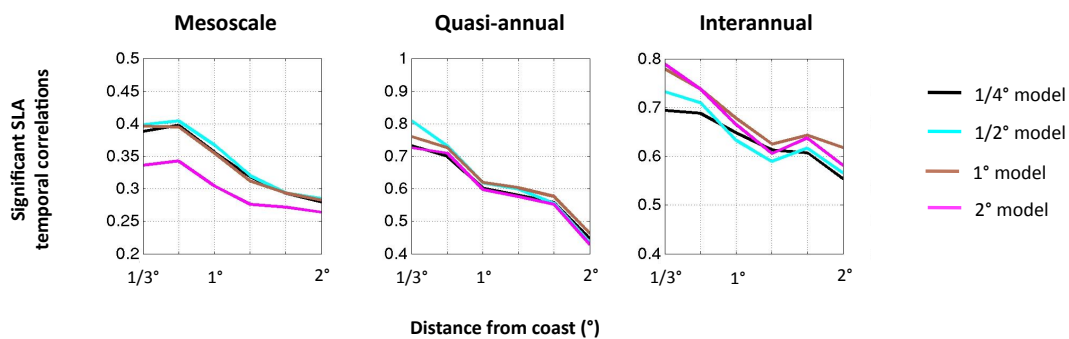 Mesoscale
Quasi-annual
Interannual
Significant SLA
temporal correlations
0.5
0.45
0.4
0.35
0.3
0.25
0.2
1/3°
1°
2°
1
0.9
0.8
0.7
0.6
0.5
0.4
1/3°
1°
2°
0.8
0.7
0.6
0.5
0.4
1/3°
1°
2°
1/4° model
1/2° model
1° model
2° model
Distance from coast (°)